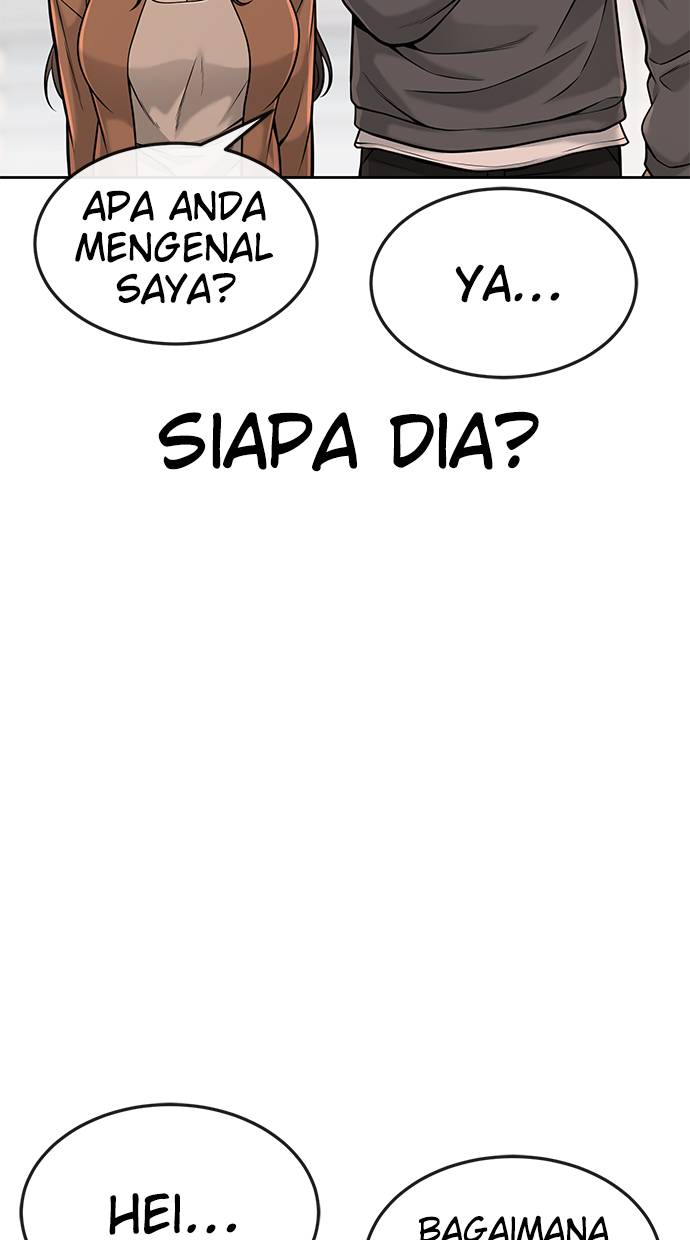 APA ANDA
MENGENAL
SAYA?
YA...
SIAPA DIA?
HEI...
BAGAIMANA